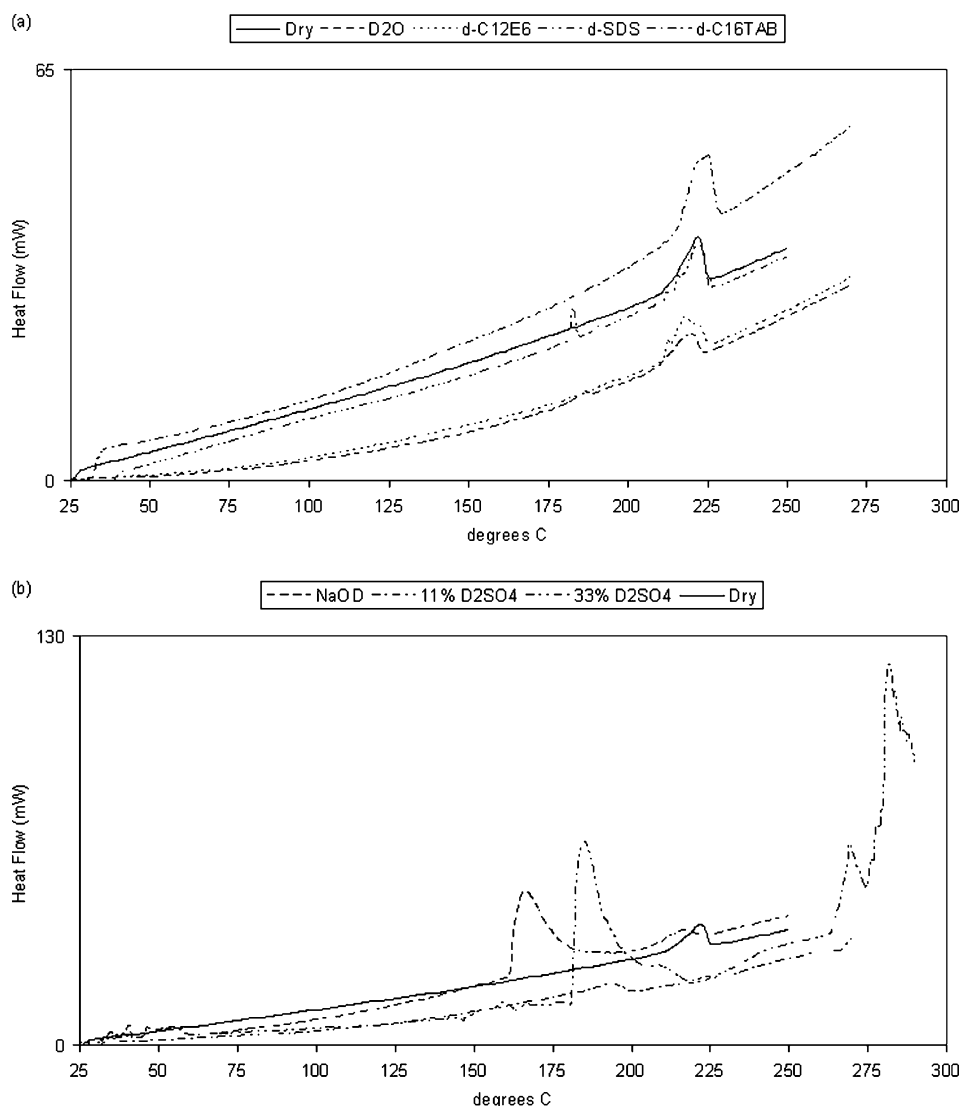 (a)
Dry D2O d-C12E6 d-SDS d-C16TAB
65
Heat Flow (mW)
0
25 50 75 100 125 150 175 200 225 250 275 300
degrees C
(b)
NaOD 11% D2SO4 33% D2SO4 Dry
130
Heat Flow (mW)
0
25 50 75 100 125 150 175 200 225 250 275 300
degrees C